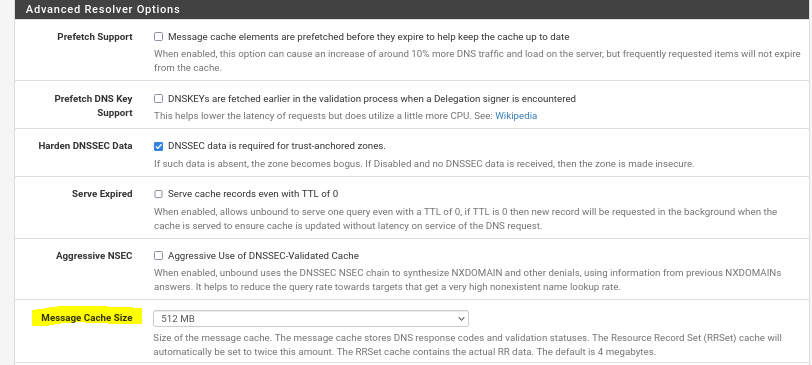 Advanced Resolver Options
Prefetch Support
Message cache elements are prefetched before they expire to help keep the cache up to date
When enabled, this option can cause an increase of around 10% more DNS traffic and load on the server, but frequently requested items will not expire
from the cache.
Prefetch DNS Key
Support
DNSKEYs are fetched earlier in the validation process when a Delegation signer is encountered
This helps lower the latency of requests but does utilize a little more CPU. See: Wikipedia
Harden DNSSEC Data
DNSSEC data is required for trust-anchored zones.
If such data is absent, the zone becomes bogus. If Disabled and no DNSSEC data is received, then the zone is made insecure.
Serve Expired
Serve cache records even with TTL of 0
When enabled, allows unbound to serve one query even with a TTL of 0, if TTL is 0 then new record will be requested in the background when the
cache is served to ensure cache is updated without latency on service of the DNS request.
Aggressive NSEC
Aggressive Use of DNSSEC-Validated Cache
When enabled, unbound uses the DNSSEC NSEC chain to synthesize NXDOMAIN and other denials, using information from previous NXDOMAINs
answers. It helps to reduce the query rate towards targets that get a very high nonexistent name lookup rate.
Message Cache Size
512 MB
Size of the message cache. The message cache stores DNS response codes and validation statuses. The Resource Record Set (RRSet) cache will
automatically be set to twice this amount. The RRSet cache contains the actual RR data. The default is 4 megabytes.